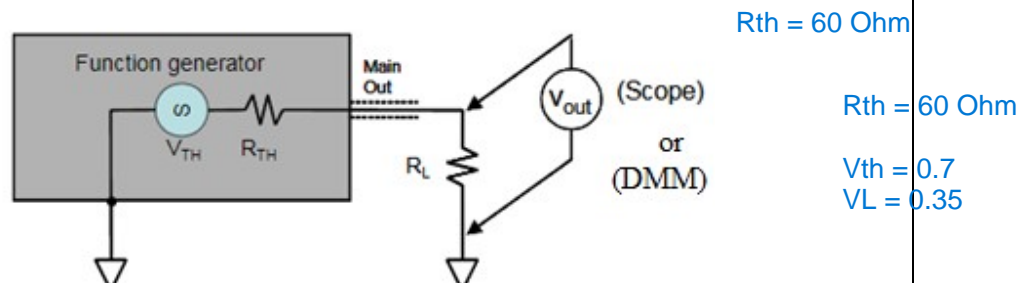 Rth = 60 Ohm
Function generator
Main
Out
S
V_TH
R_TH
R_L
V_out
(Scope)
or
(DMM)
Rth = 60 Ohm
Vth = 0.7
VL = 0.35